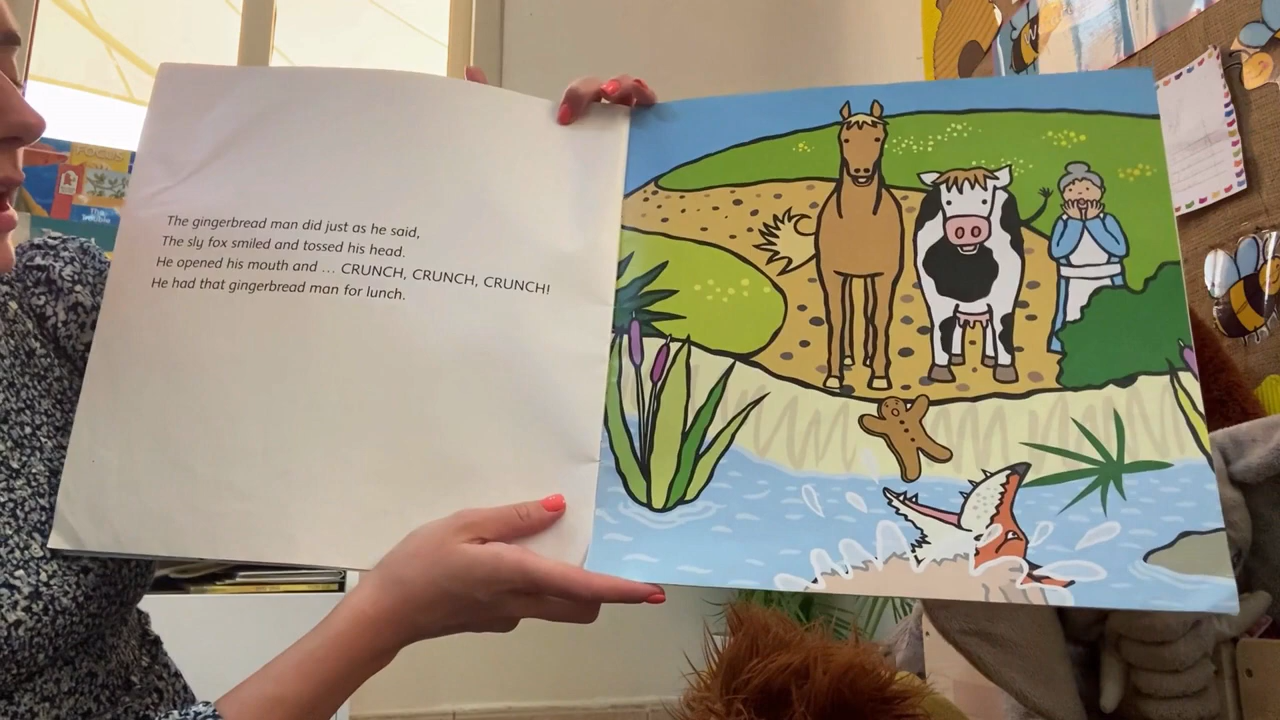 The gingerbread man did just as he said,
The sly fox smiled and tossed his head.
He opened his mouth and ... CRUNCH, CRUNCH, CRUNCH!
He had that gingerbread man for lunch.
FOCUS